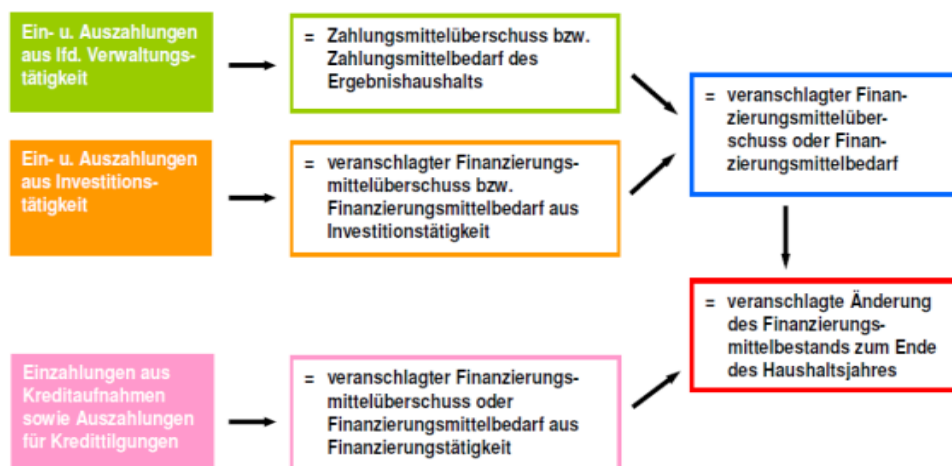 Ein- u. Auszahlungen
aus lfd. Verwaltungs-
tätigkeit
= Zahlungsmittelüberschuss bzw.
Zahlungsmittelbedarf des
Ergebnishaushalts
= veranschlagter Finan-
zierungsmittelüber-
schuss oder Finan-
zierungsmittelbedarf
Ein- u. Auszahlungen
aus Investitions-
tätigkeit
= veranschlagter Finanzierungs-
mittelüberschuss bzw.
Finanzierungsmittelbedarf aus
Investitionstätigkeit
= veranschlagte Änderung
des Finanzierungs-
mittelbestands zum Ende
des Haushaltsjahres
Einzahlungen aus
Kreditaufnahmen
sowie Auszahlungen
für Kredittilgungen
= veranschlagter Finanzierungs-
mittelüberschuss oder
Finanzierungsmittelbedarf aus
Finanzierungstätigkeit